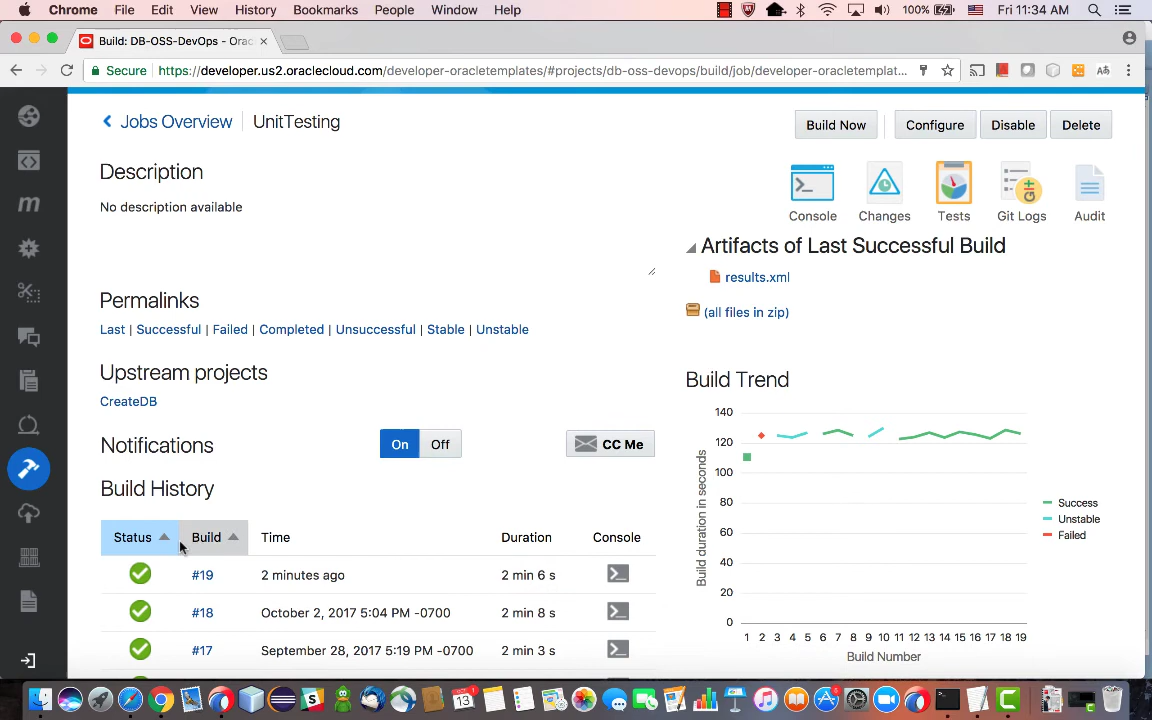 Chrome File Edit View History Bookmarks People Window Help 100% Fri 11:34 AM
Build: DB-OSS-DevOps - Orac ×
Secure https://developer.us2.oraclecloud.com/developer-oracletemplates/#projects/db-oss-devops/build/job/developer-oracletemplat...
Jobs Overview UnitTesting
Build Now Configure Disable Delete
Description
No description available
Console Changes Tests Git Logs Audit
Artifacts of Last Successful Build
results.xml
(all files in zip)
Permalinks
Last | Successful | Failed | Completed | Unsuccessful | Stable | Unstable
Upstream projects
CreateDB
Notifications On Off CC Me
Build History
Status Build Time Duration Console
#19 2 minutes ago 2 min 6 s
#18 October 2, 2017 5:04 PM -0700 2 min 8 s
#17 September 28, 2017 5:19 PM -0700 2 min 3 s
Build Trend
140
120
100
80
60
40
20
0
Build duration in seconds
1 2 3 4 5 6 7 8 9 10 11 12 13 14 15 16 17 18 19
Build Number
Success
Unstable
Failed
13